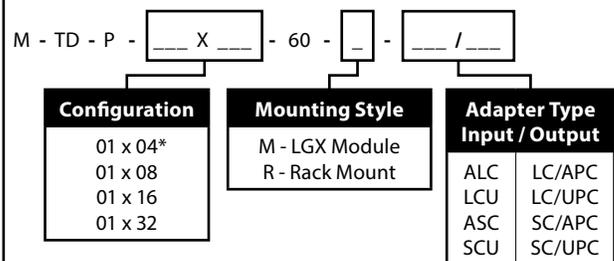 M - TD - P - ___ X ___ - 60 - _ - ___ / ___
Configuration
01 x 04*
01 x 08
01 x 16
01 x 32
Mounting Style
M - LGX Module
R - Rack Mount
Adapter Type
Input / Output
ALC LC/APC
LCU LC/UPC
ASC SC/APC
SCU SC/UPC